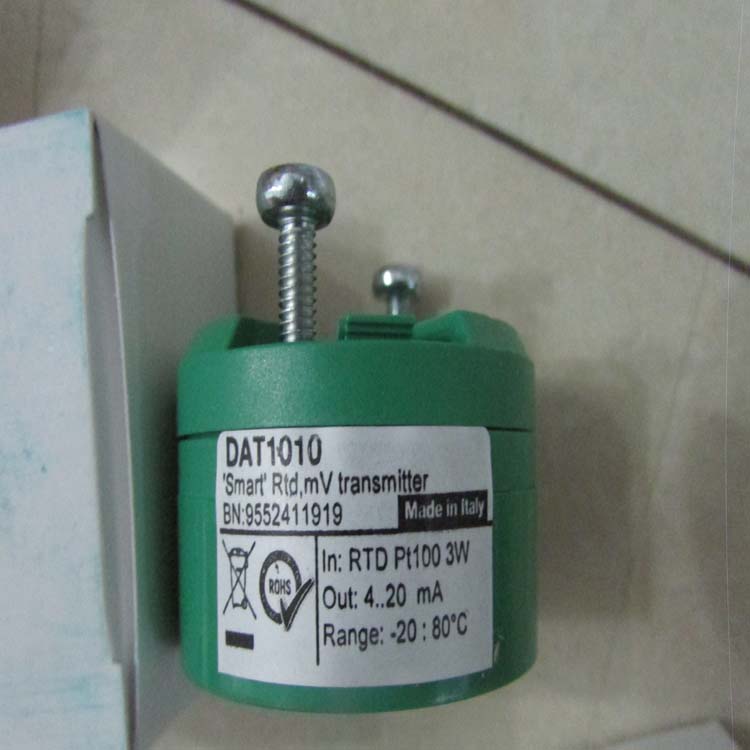 DAT1010
'Smart' Rtd,mV transmitter
BN:9552411919
Made in Italy
ROHS
In: RTD Pt100 3W
Out: 4..20 mA
Range: -20 : 80°C